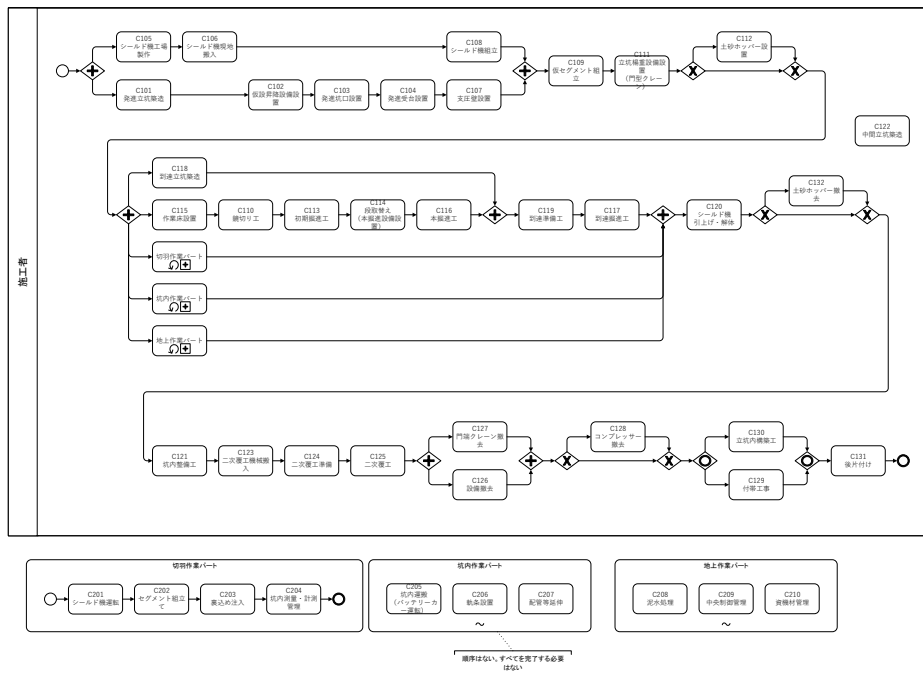 施工者
C105
シールド機工場
製作
C106
シールド機現地
搬入
C108
シールド機組立
C112
土砂ホッパー設
置
C109
仮セグメント組
立
C111
立坑揚重設備設
置
（門型クレー
ン）
C101
発進立坑築造
C102
仮設昇降設備設
置
C103
発進坑口設置
C104
発進受台設置
C107
支圧壁設置
C122
中間立坑築造
C118
到達立坑築造
C115
作業床設置
C110
鏡切り工
C113
初期掘進工
C114
段取替え
（本掘進設備設
置）
C116
本掘進工
C119
到達準備工
C117
到達掘進工
C120
シールド機
引上げ・解体
C132
土砂ホッパー撤
去
切羽作業パート
坑内作業パート
地上作業パート
C121
坑内整備工
C123
二次覆工機械搬
入
C124
二次覆工準備
C125
二次覆工
C127
門端クレーン撤
去
C126
設備撤去
C128
コンプレッサー
撤去
C130
立坑内構築工
C129
付帯工事
C131
後片付け
切羽作業パート
C201
シールド機運転
C202
セグメント組立
て
C203
裏込め注入
C204
坑内測量・計測
管理
坑内作業パート
C205
坑内運搬
（バッテリーカ
ー運転）
C206
軌条設置
C207
配管等延伸
~
地上作業パート
C208
泥水処理
C209
中央制御管理
C210
資機材管理
~
順序はない。すべてを完了する必要
はない